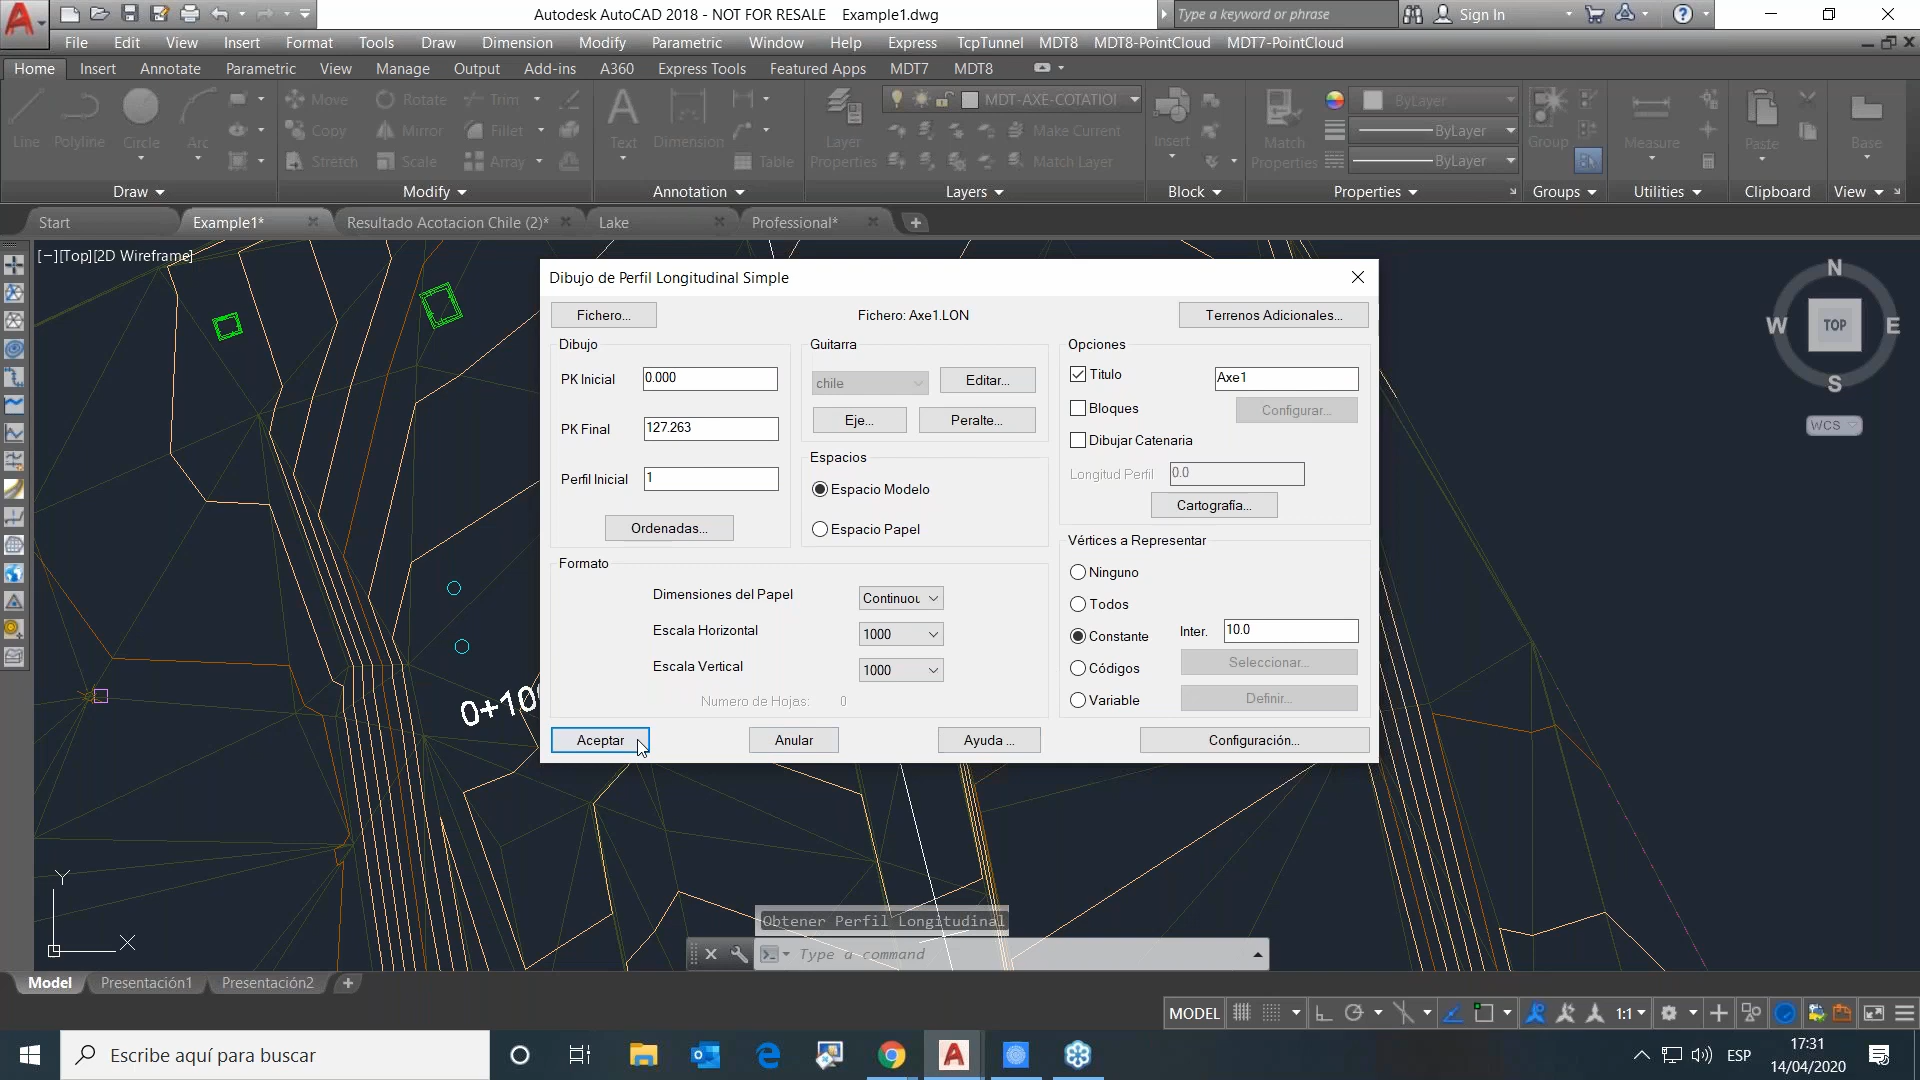 Autodesk AutoCAD 2018 - NOT FOR RESALE    Example1.dwg
Type a keyword or phrase
Sign In
File Edit View Insert Format Tools Draw Dimension Modify Parametric Window Help Express TcpTunnel MDT8 MDT8-PointCloud MDT7-PointCloud
Home Insert Annotate Parametric View Manage Output Add-ins A360 Express Tools Featured Apps MDT7 MDT8
Line Polyline Circle Arc
Move Rotate Trim
Copy Mirror Fillet
Stretch Scale Array
Text Dimension Table
Layer Properties
MDT-AXE-COTATIOI
Make Current
Match Layer
Insert
Match Properties
ByLayer
ByLayer
ByLayer
Group
Measure
Paste
Base
Draw Modify Annotation Layers Block Properties Groups Utilities Clipboard View
Start Example1* Resultado Acotacion Chile (2)* Lake Professional*
[−][Top][2D Wireframe]
N
W TOP E
S
WCS
0+10
Dibujo de Perfil Longitudinal Simple
Fichero... Fichero: Axe1.LON Terrenos Adicionales...
Dibujo
PK Inicial 0.000
PK Final 127.263
Perfil Inicial 1
Ordenadas...
Guitarra
chile Editar...
Eje... Peralte...
Espacios
Espacio Modelo
Espacio Papel
Opciones
Titulo Axe1
Bloques Configurar...
Dibujar Catenaria
Longitud Perfil 0.0
Cartografía...
Formato
Dimensiones del Papel Continuou
Escala Horizontal 1000
Escala Vertical 1000
Numero de Hojas: 0
Vértices a Representar
Ninguno
Todos
Constante Inter. 10.0
Códigos Seleccionar...
Variable Definir...
Aceptar Anular Ayuda ... Configuración...
Obtener Perfil Longitudinal
Type a command
Y
X
Model Presentación1 Presentación2
MODEL 1:1
Escribe aquí para buscar
ESP
17:31
14/04/2020